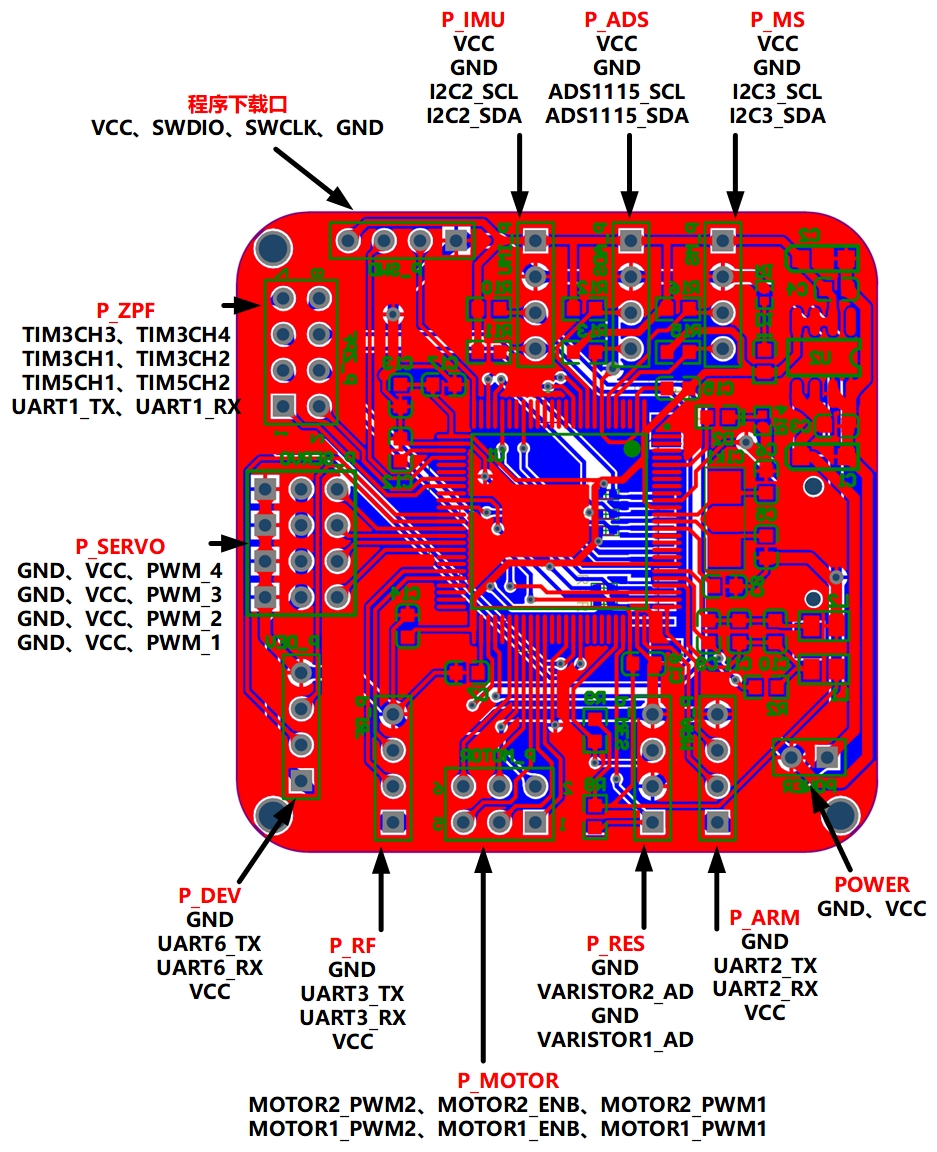 P_IMU
VCC
GND
I2C2_SCL
I2C2_SDA
P_ADS
VCC
GND
ADS1115_SCL
ADS1115_SDA
P_MS
VCC
GND
I2C3_SCL
I2C3_SDA
程序下载口
VCC、SWDIO、SWCLK、GND
P_ZPF
TIM3CH3、TIM3CH4
TIM3CH1、TIM3CH2
TIM5CH1、TIM5CH2
UART1_TX、UART1_RX
P_SERVO
GND、VCC、PWM_4
GND、VCC、PWM_3
GND、VCC、PWM_2
GND、VCC、PWM_1
P_DEV
GND
UART6_TX
UART6_RX
VCC
P_RF
GND
UART3_TX
UART3_RX
VCC
P_RES
GND
VARISTOR2_AD
GND
VARISTOR1_AD
P_ARM
GND
UART2_TX
UART2_RX
VCC
POWER
GND、VCC
P_MOTOR
MOTOR2_PWM2、MOTOR2_ENB、MOTOR2_PWM1
MOTOR1_PWM2、MOTOR1_ENB、MOTOR1_PWM1